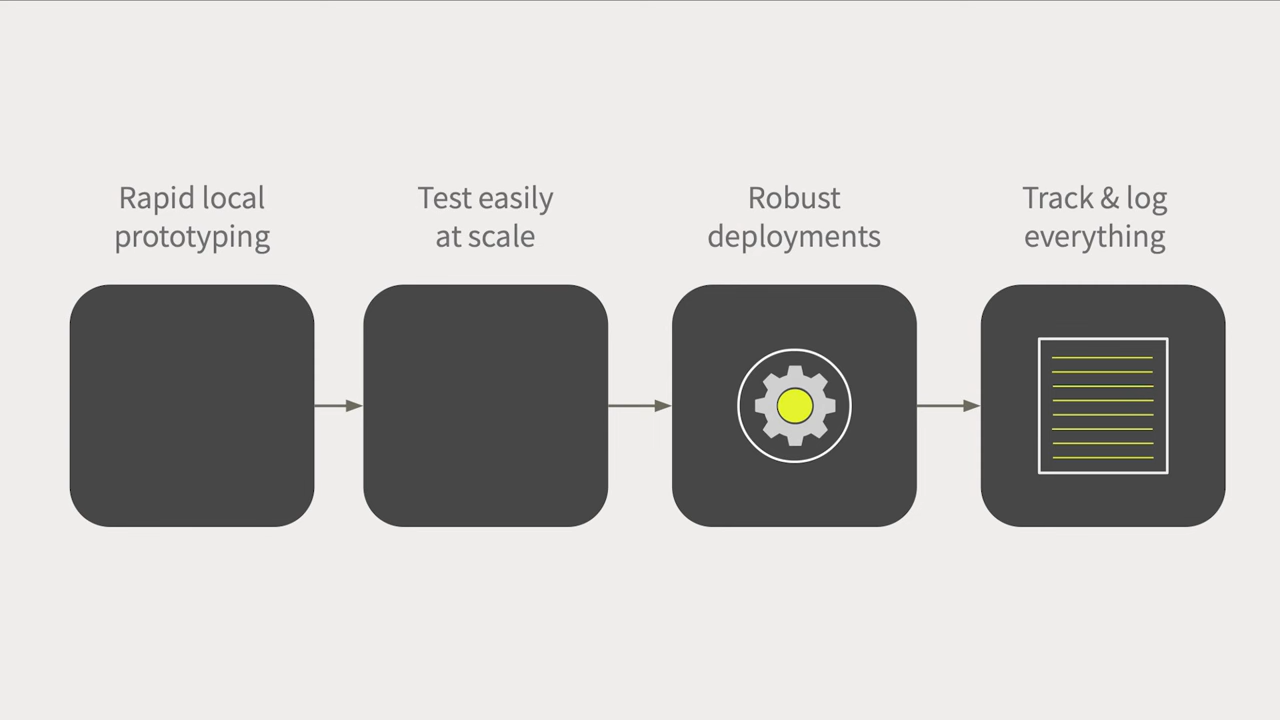 Rapid local
prototyping
Test easily
at scale
Robust
deployments
Track & log
everything